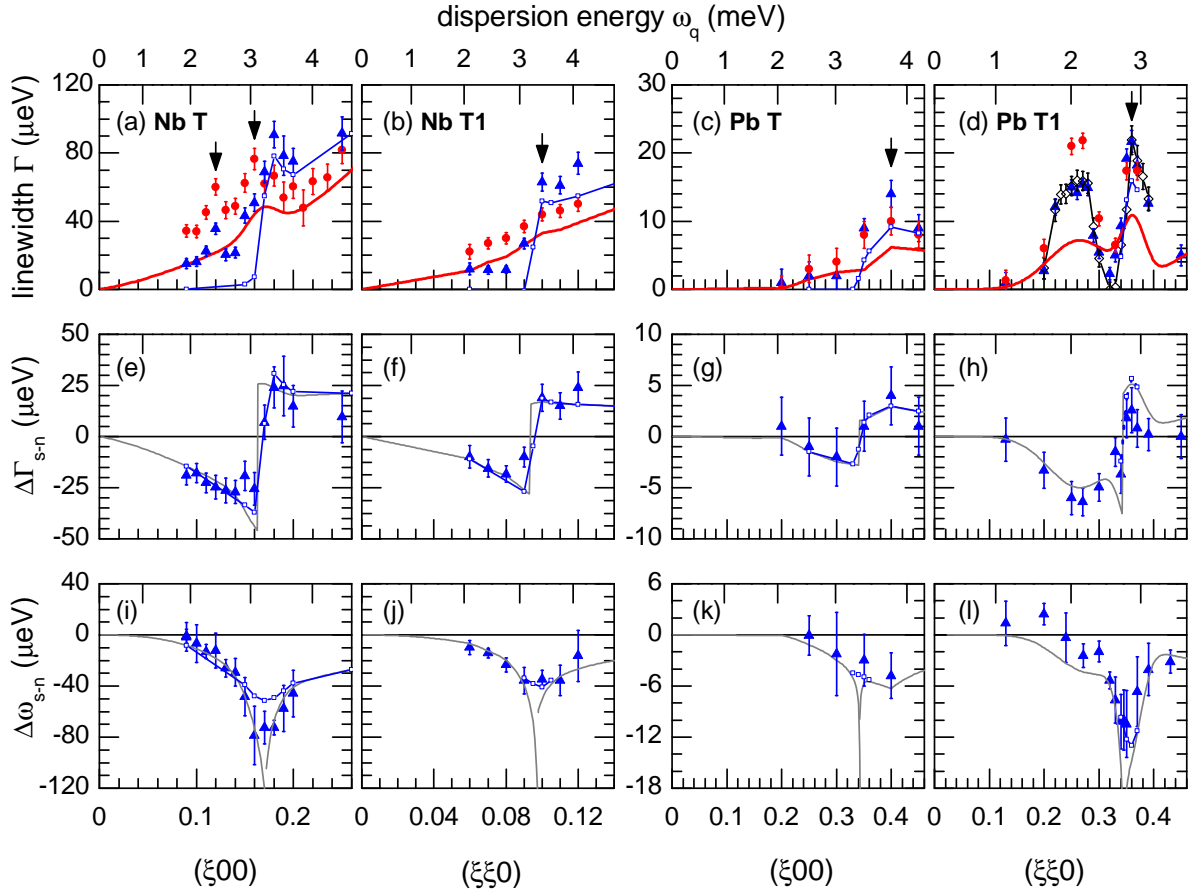 dispersion energy ω_q (meV)
0 1 2 3 4 0 1 2 3 0 1 2 3 4 0 1 2 3 4
linewidth Γ (μeV)
120 80 40 0
30 20 10 0
(a) Nb T
(b) Nb T1
(c) Pb T
(d) Pb T1
ΔΓ_s-n (μeV)
50 25 0 -25 -50
10 5 0 -5 -10
(e)
(f)
(g)
(h)
Δω_s-n (μeV)
40 0 -40 -80 -120
6 0 -6 -12 -18
(i)
(j)
(k)
(l)
0.1 0.2 0 0.04 0.08 0.12 0 0.1 0.2 0.3 0.4 0 0.1 0.2 0.3 0.4
(ξ00)
(ξξ0)
(ξ00)
(ξξ0)